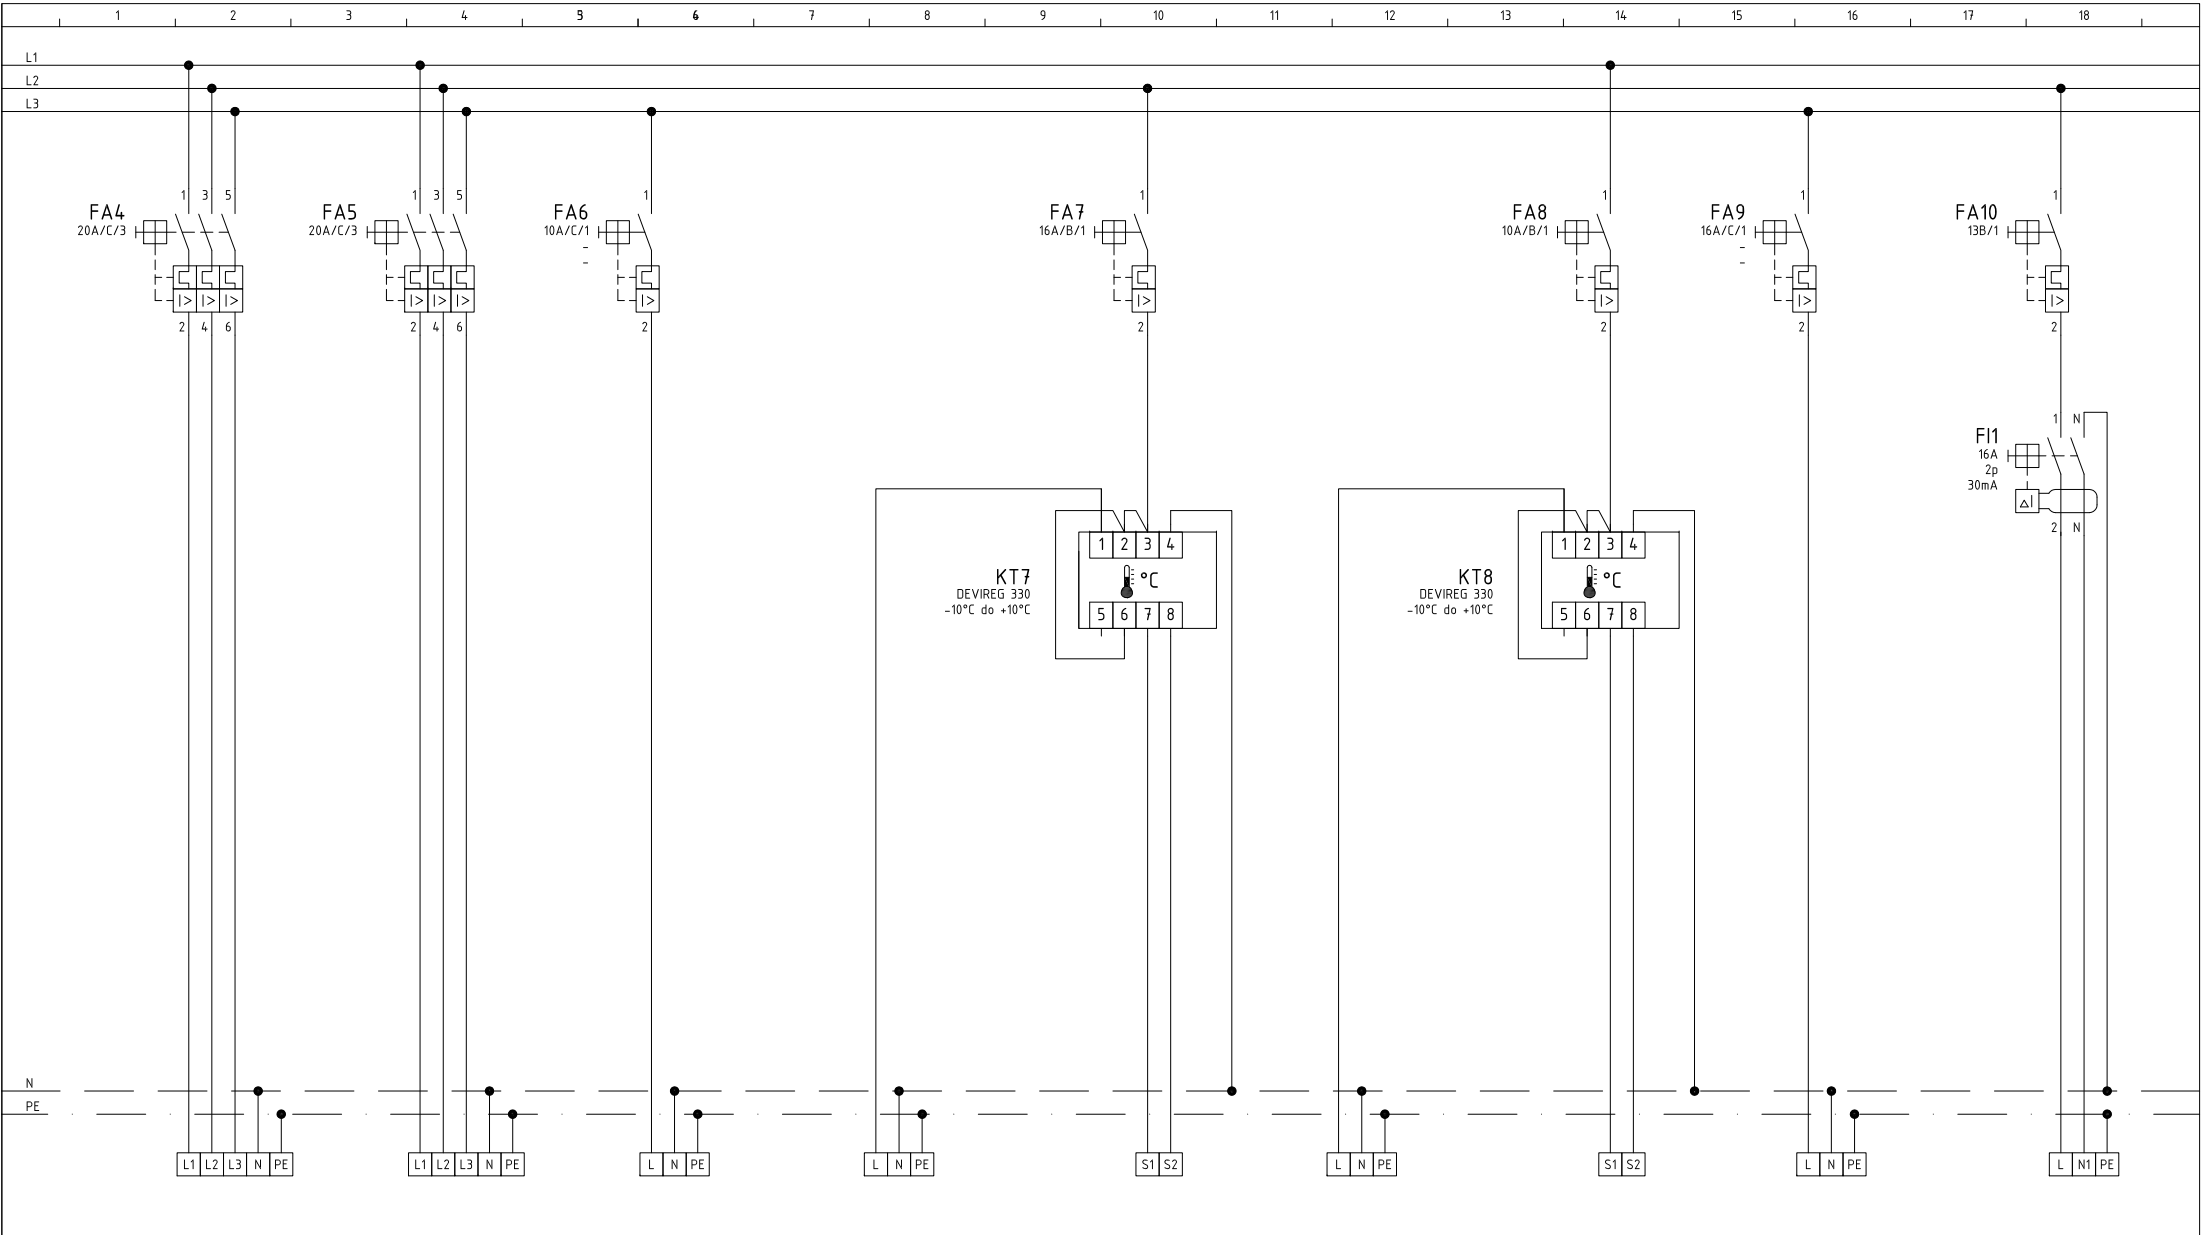 1 2 3 4 5 6 7 8 9 10 11 12 13 14 15 16 17 18
L1
L2
L3
1 3 5
FA4
20A/C/3
I> I> I>
2 4 6
1 3 5
FA5
20A/C/3
I> I> I>
2 4 6
1
FA6
10A/C/1
-
-
I>
2
1
FA7
16A/B/1
I>
2
1
FA8
10A/B/1
I>
2
1
FA9
16A/C/1
-
-
I>
2
1
FA10
13B/1
I>
2
1 N
FI1
16A
2p
30mA
△I
2 N
1 2 3 4
°C
KT7
DEVIREG 330
-10°C do +10°C
5 6 7 8
1 2 3 4
°C
KT8
DEVIREG 330
-10°C do +10°C
5 6 7 8
N
PE
L1 L2 L3 N PE
L1 L2 L3 N PE
L N PE
L N PE
S1 S2
L N PE
S1 S2
L N PE
L N1 PE